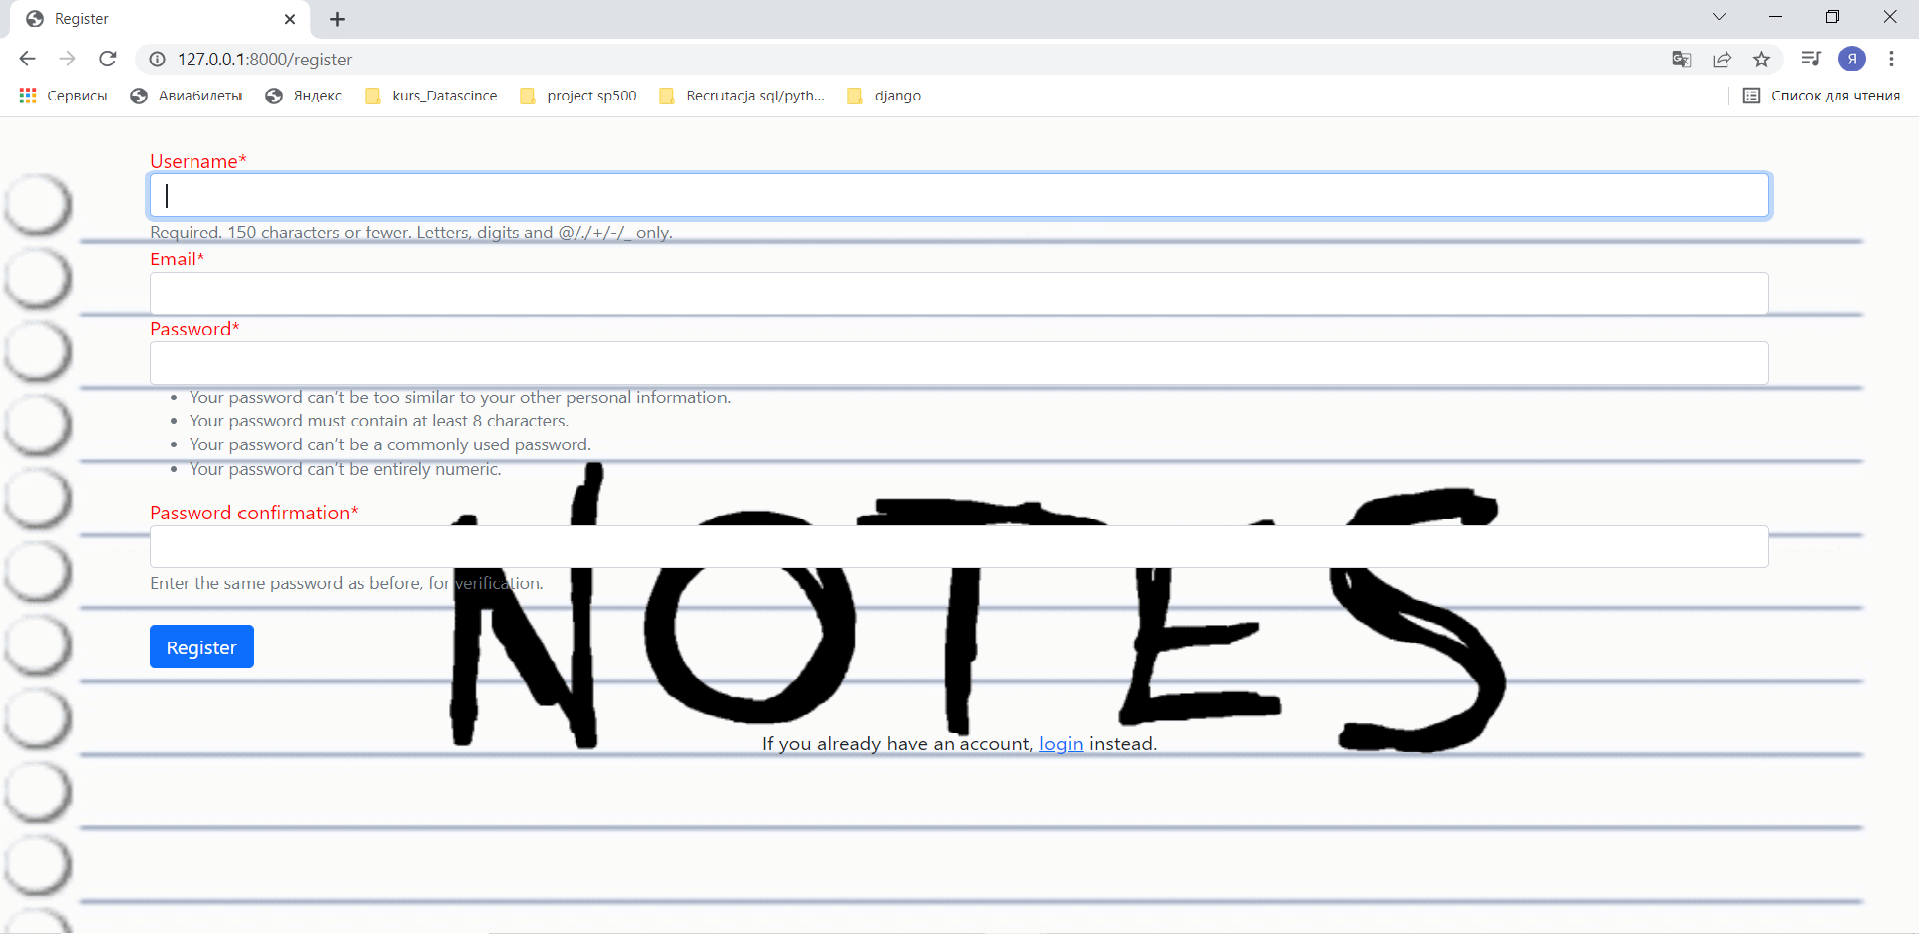 Register
127.0.0.1:8000/register
Я
Сервисы Авиабилеты Яндекс kurs_Datascince project sp500 Recrutacja sql/pyth... django Список для чтения
Username*
Required. 150 characters or fewer. Letters, digits and @/./+/-/_ only.
Email*
Password*
Your password can't be too similar to your other personal information.
Your password must contain at least 8 characters.
Your password can't be a commonly used password.
Your password can't be entirely numeric.
Password confirmation*
Enter the same password as before, for verification.
NOTES
Register
If you already have an account, login instead.